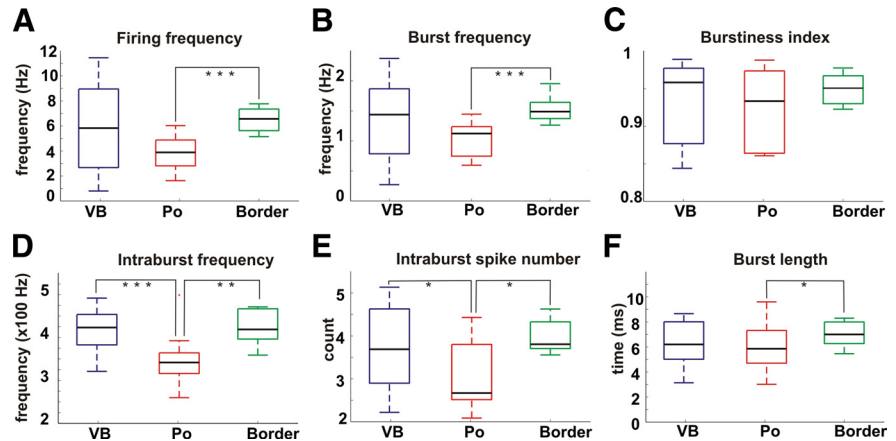 A Firing frequency
frequency (Hz)
12
10
8
6
4
2
0
* * *
VB Po Border
B Burst frequency
frequency (Hz)
2
1
0
* * *
VB Po Border
C Burstiness index
1
0.9
0.8
VB Po Border
D Intraburst frequency
frequency (x100 Hz)
5
4
3
2
* * *
* *
VB Po Border
E Intraburst spike number
count
5
4
3
2
*
*
VB Po Border
F Burst length
time (ms)
10
8
6
4
2
0
*
VB Po Border